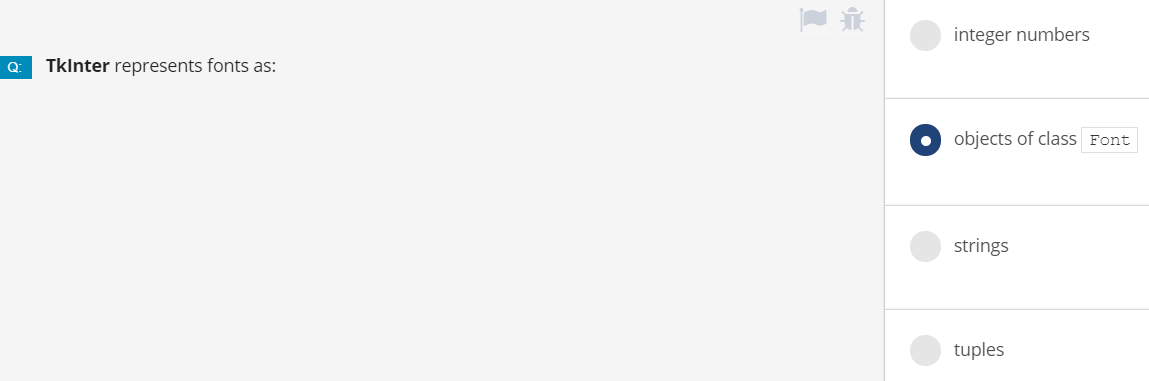 Q: TkInter represents fonts as:
integer numbers
objects of class Font
strings
tuples